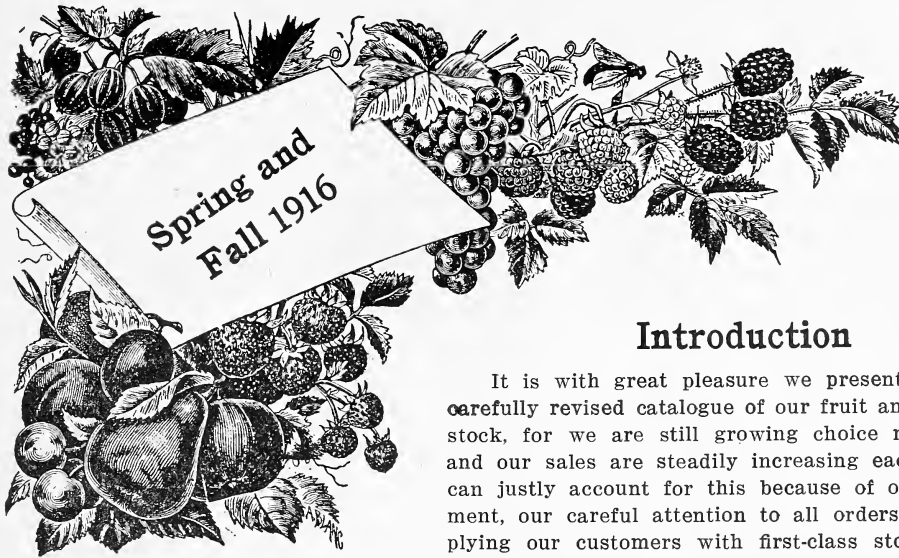 Spring and
Fall 1916
Introduction
It is with great pleasure we present
carefully revised catalogue of our fruit an
stock, for we are still growing choice
and our sales are steadily increasing eac
can justly account for this because of o
ment, our careful attention to all orders
plying our customers with first-class sto